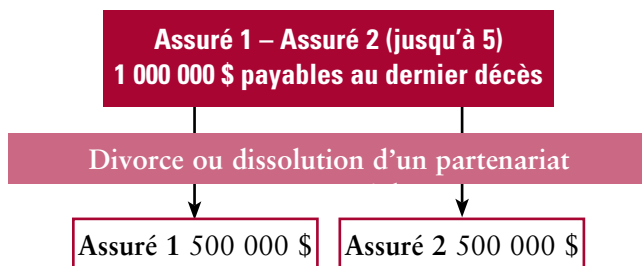 Assuré 1 – Assuré 2 (jusqu’à 5)
1 000 000 $ payables au dernier décès
Divorce ou dissolution d’un partenariat
Assuré 1 500 000 $
Assuré 2 500 000 $